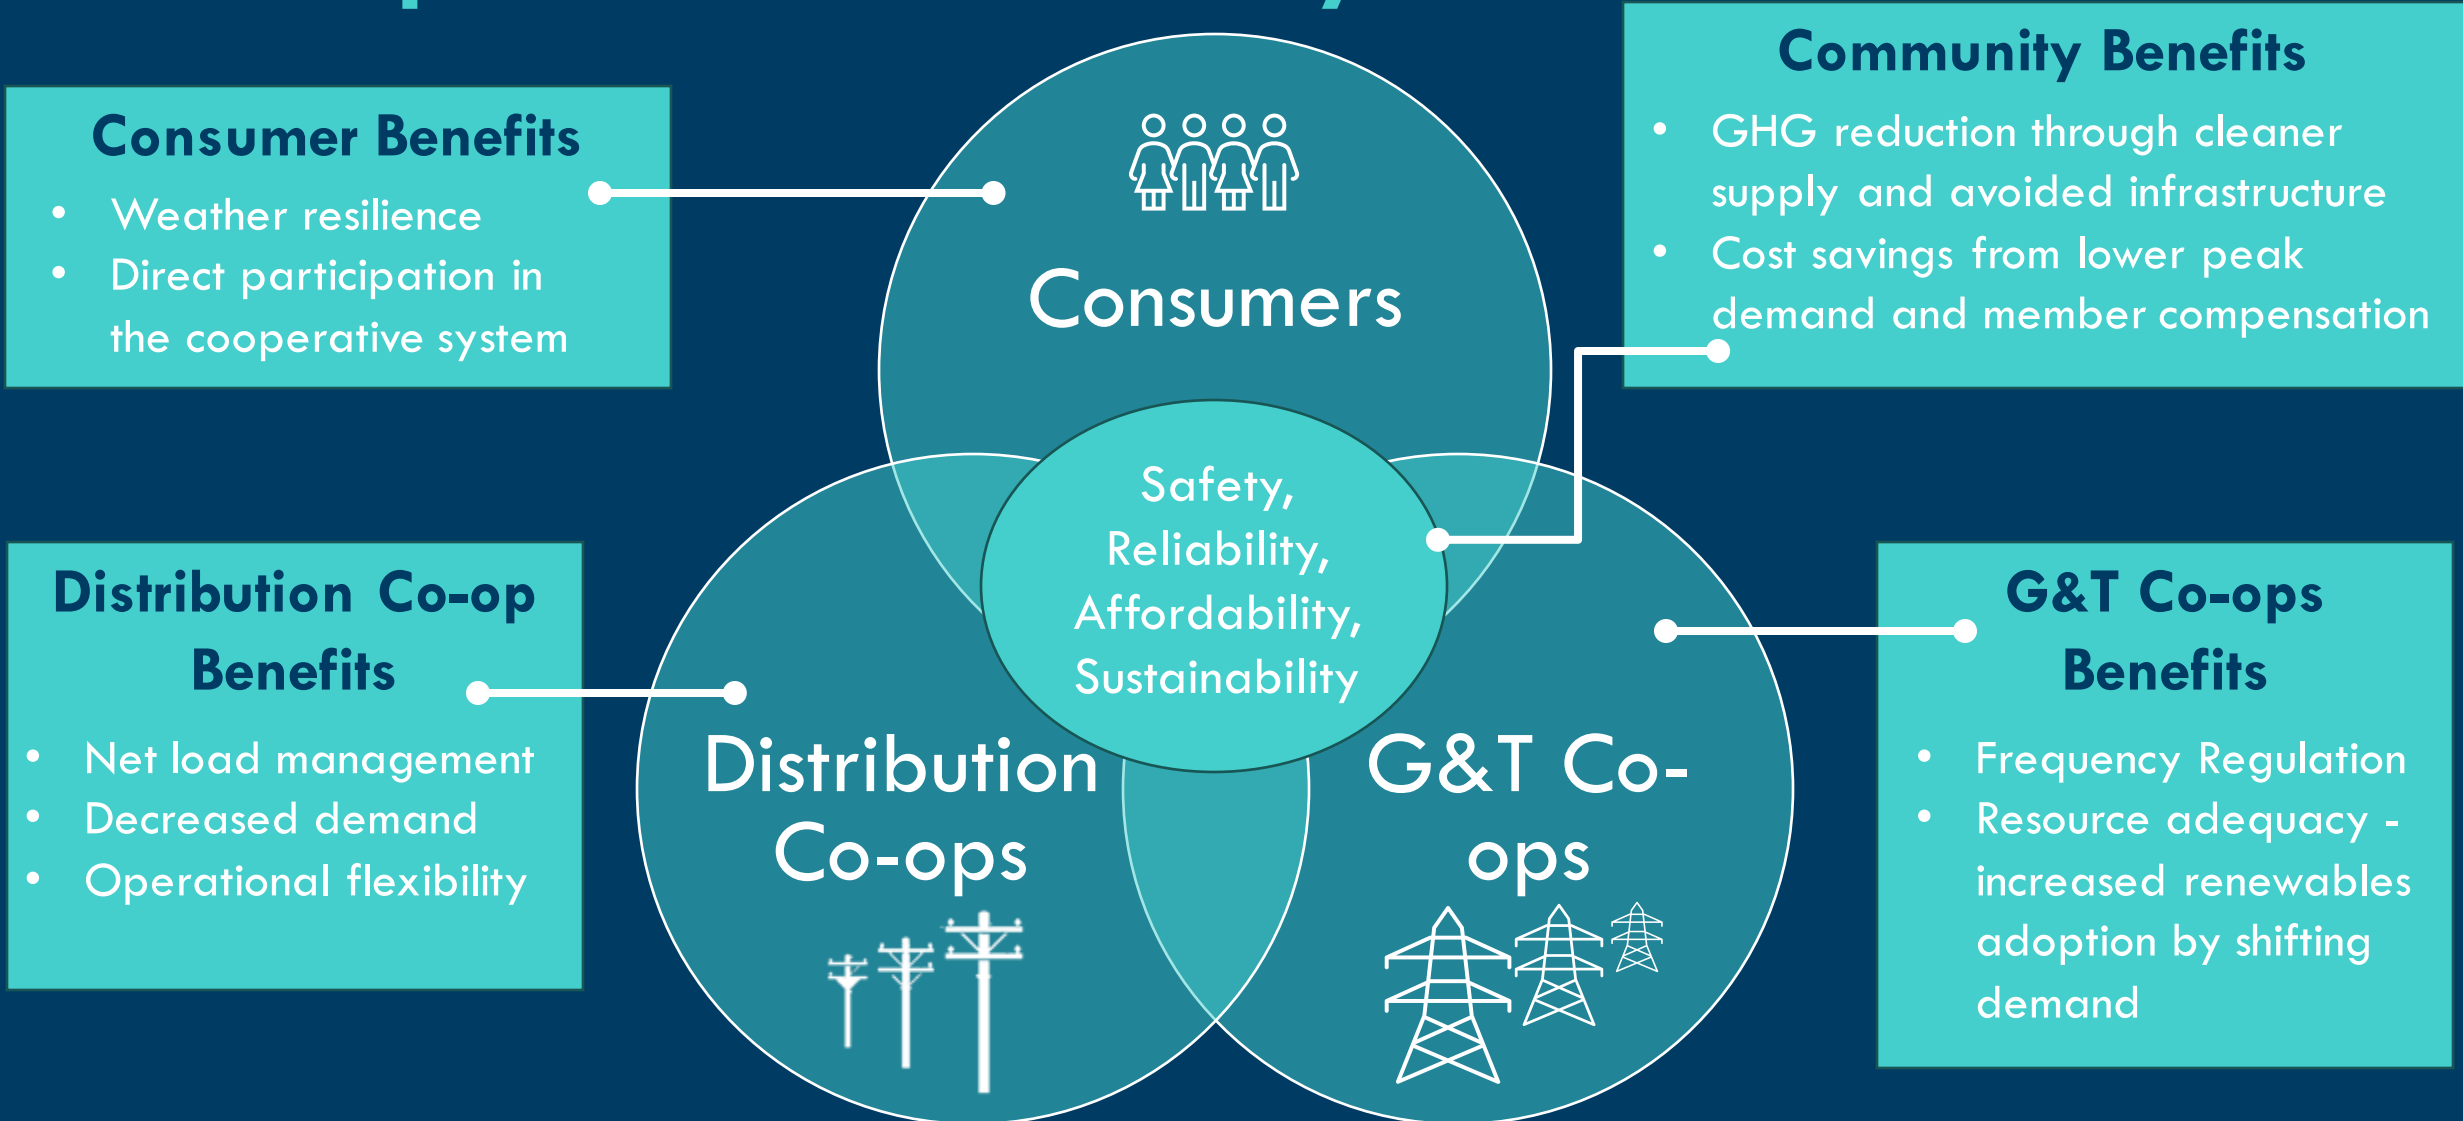 Consumer Benefits
• Weather resilience
• Direct participation in
the cooperative system
Consumers
Community Benefits
• GHG reduction through cleaner
supply and avoided infrastructure
• Cost savings from lower peak
demand and member compensation
Safety,
Reliability,
Affordability,
Sustainability
Distribution Co-op
Benefits
• Net load management
• Decreased demand
• Operational flexibility
Distribution
Co-ops
G&T Co-
ops
G&T Co-ops
Benefits
• Frequency Regulation
• Resource adequacy -
increased renewables
adoption by shifting
demand